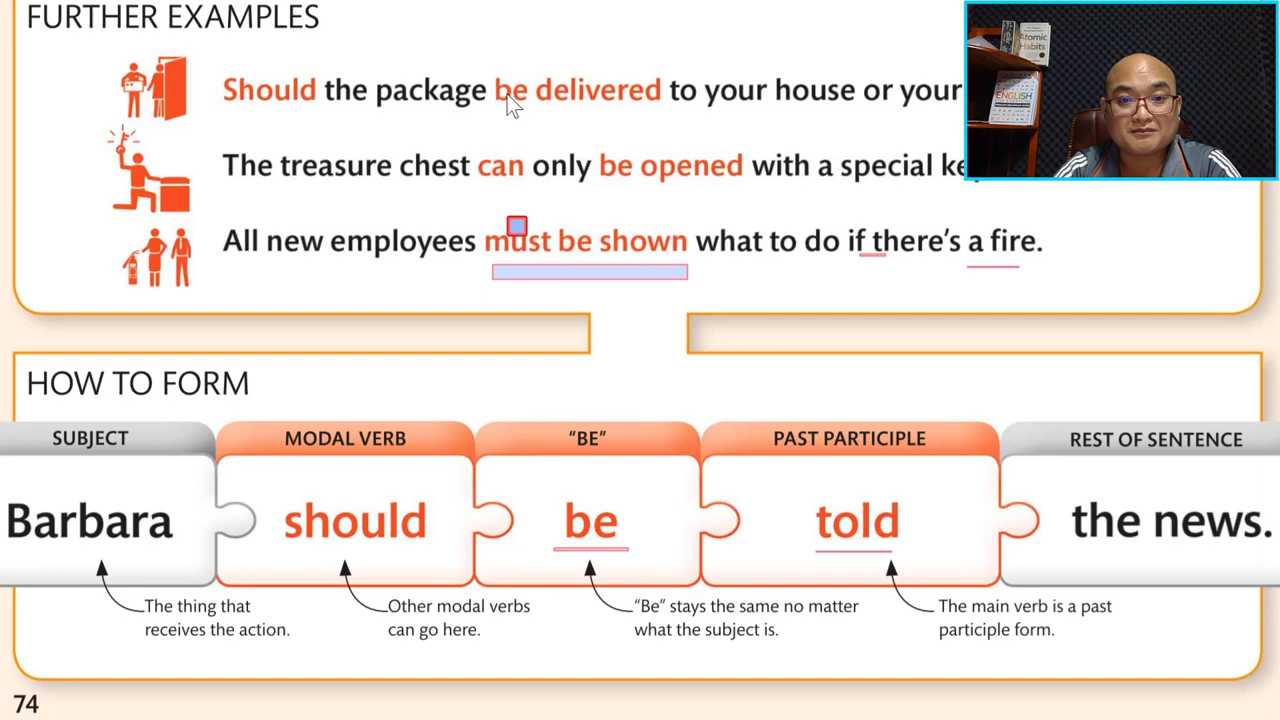 FURTHER EXAMPLES
Should the package be delivered to your house or your
The treasure chest can only be opened with a special
All new employees must be shown what to do if there's a fire.
HOW TO FORM
SUBJECT MODAL VERB “BE” PAST PARTICIPLE REST OF SENTENCE
Barbara should be told the news.
The thing that Other modal verbs “Be” stays the same no matter The main verb is a past
receives the action. can go here. what the subject is. participle form.
74
Atomic
Habits
ENGLISH